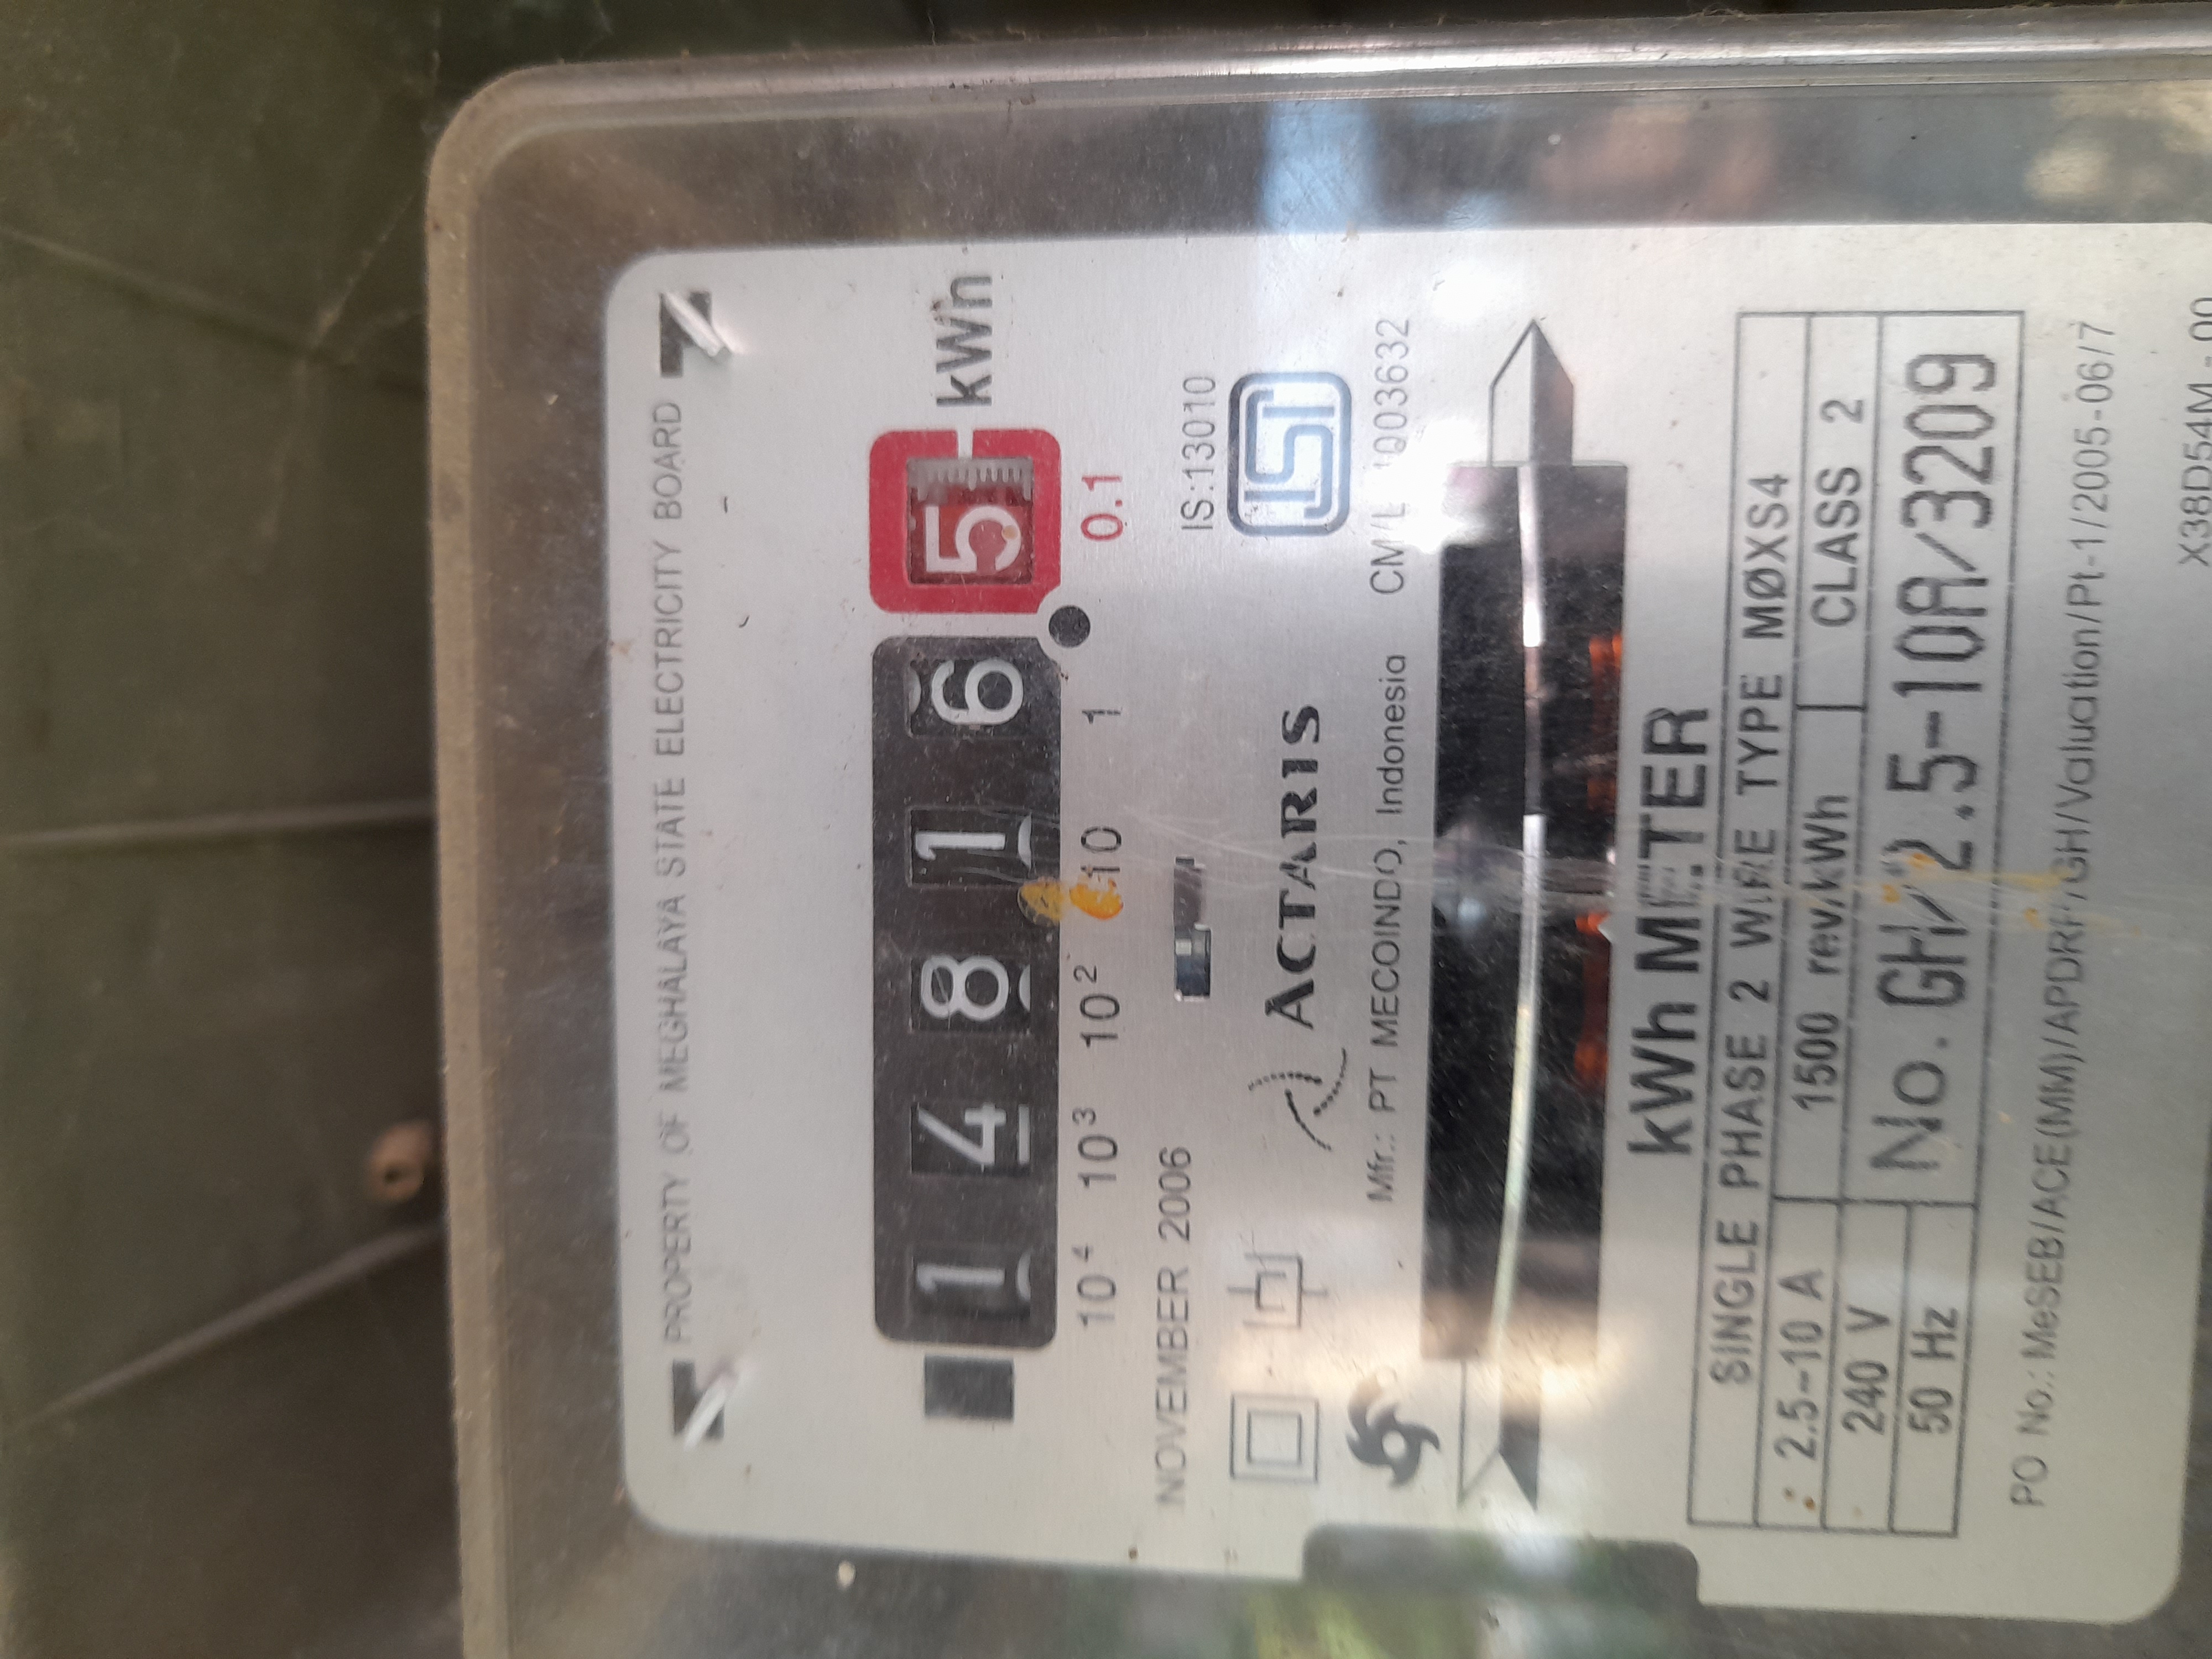 PROPERTY OF MEGHALAYA STATE ELECTRICITY BOARD
1 4 8 1 6 5 kWh
10⁴ 10³ 10² 10 1 0.1
NOVEMBER 2006
IS:13010
ACTARIS
ISI
Mfr.: PT MECOINDO, Indonesia
kWh METER
SINGLE PHASE 2 WIRE TYPE MØXS4
2.5-10 A 1500 rev/kWh CLASS 2
240 V
50 Hz
No. GH/2.5-10A/3209
PO No.: MeSEB/ACE(MM)/APDRP/GH/Valuation/Pt-1/2005-06/7